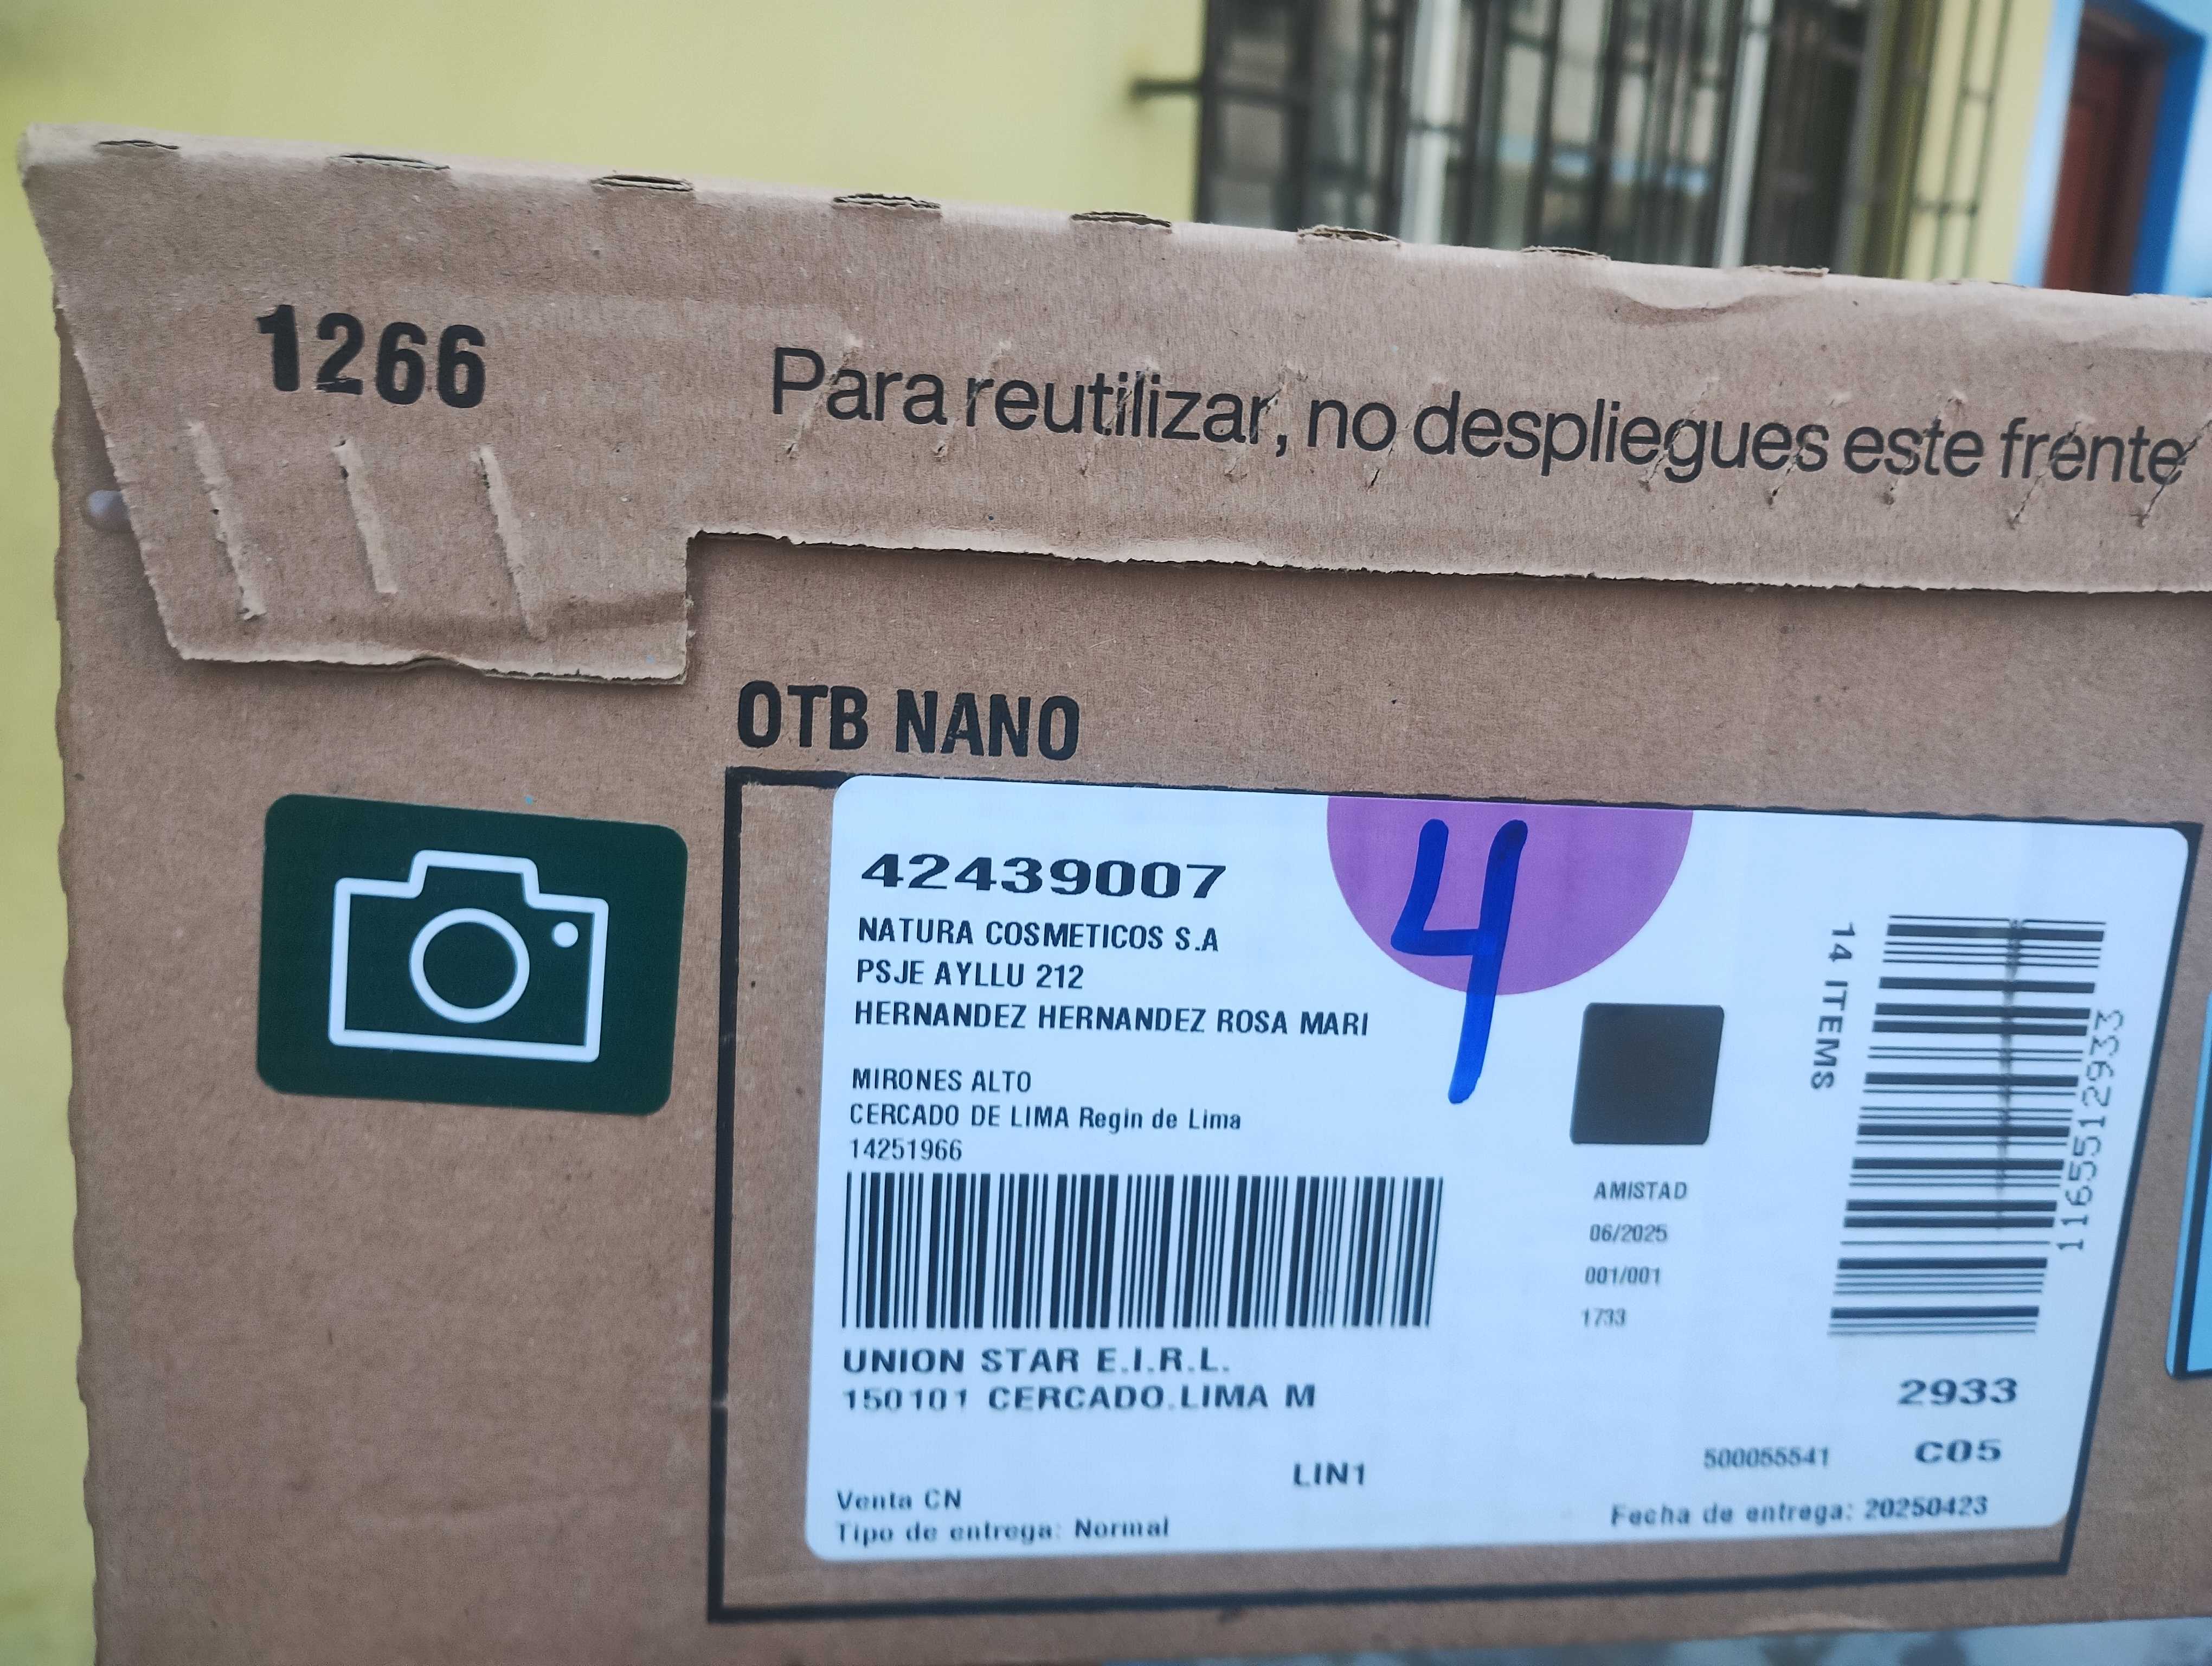 1266
Para reutilizar, no despliegues este frente
OTB NANO
42439007
4
NATURA COSMETICOS S.A
PSJE AYLLU 212
HERNANDEZ HERNANDEZ ROSA MARI
MIRONES ALTO
CERCADO DE LIMA Regin de Lima
14251966
14 ITEMS
1165512933
AMISTAD
06/2025
001/001
1733
UNION STAR E.I.R.L.
150101 CERCADO.LIMA M
2933
LIN1
500055541
C05
Venta CN
Tipo de entrega: Normal
Fecha de entrega: 20250423